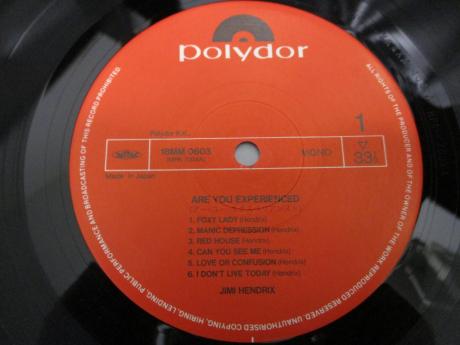 polydor
ALL RIGHTS OF THE PRODUCER AND OF THE OWNER OF THE WORK REPRODUCED RESERVED. UNAUTHORISED COPYING, HIRING, LENDING, PUBLIC PERFORMANCE AND BROADCASTING OF THIS RECORD PROHIBITED.
Polydor K.K.
1
STEREO
18MM 0603
(MPR 7344A)
MONO
33⅓
Made in Japan
ARE YOU EXPERIENCED
1. FOXY LADY (Hendrix)
2. MANIC DEPRESSION (Hendrix)
3. RED HOUSE (Hendrix)
4. CAN YOU SEE ME (Hendrix)
5. LOVE OR CONFUSION (Hendrix)
6. I DON'T LIVE TODAY (Hendrix)
JIMI HENDRIX